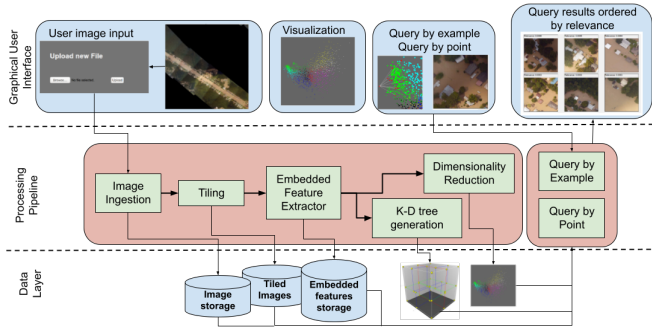 Graphical User
Interface
User image input
Upload new File
Upload
Visualization
Query by example
Query by point
Query results ordered
by relevance
Processing
Pipeline
Image
Ingestion
Tiling
Embedded
Feature
Extractor
Dimensionality
Reduction
K-D tree
generation
Query by
Example
Query by
Point
Data
Layer
Image
storage
Tiled
Images
Embedded
features
storage